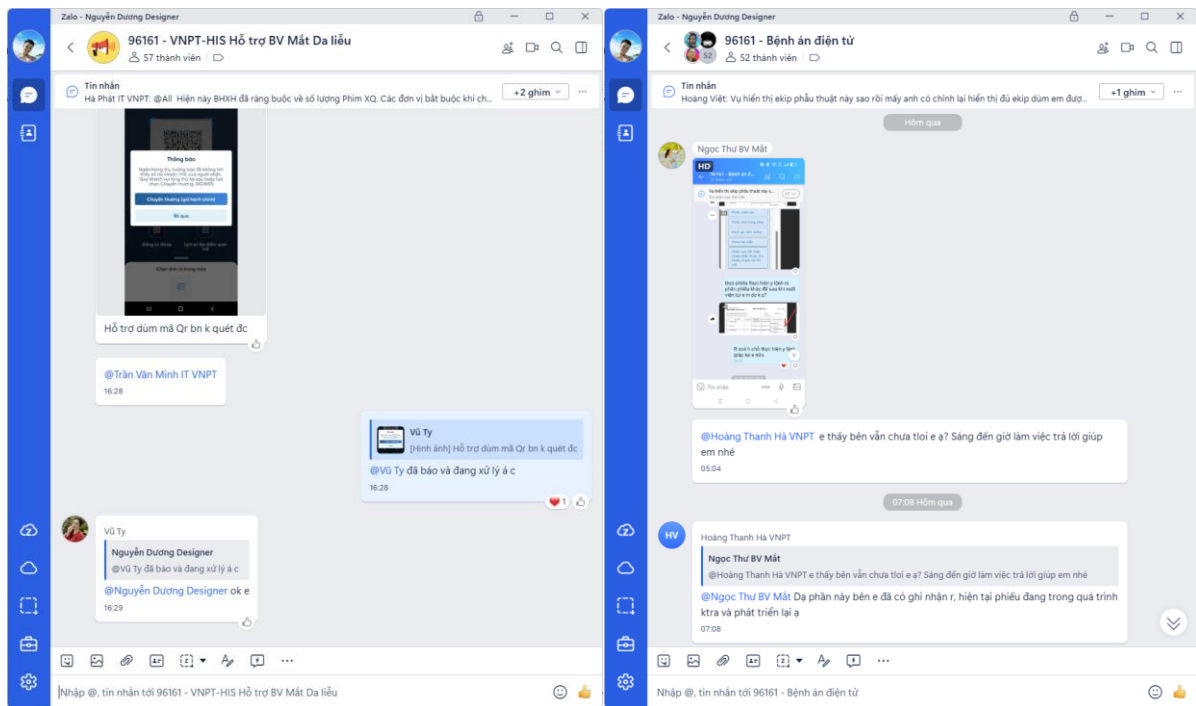 Zalo - Nguyễn Dương Designer
96161 - VNPT-HIS Hỗ trợ BV Mắt Da liễu
57 thành viên
Tin nhắn
Hà Phát IT VNPT: @All Hiện này BHXH đã ràng buộc về số lượng Phim XQ. Các đơn vị bắt buộc khi ch...
+2 ghim
Thông báo
Chuyển thường (giờ hành chính)
Bỏ qua
Hỗ trợ dùm mã Qr bn k quét đc
@Trần Văn Minh IT VNPT
16:28
Vũ Ty
[Hình ảnh] Hỗ trợ dùm mã Qr bn k quét đc
@Vũ Ty đã báo và đang xử lý á c
16:28
1
Vũ Ty
Nguyễn Dương Designer
@Vũ Ty đã báo và đang xử lý á c
@Nguyễn Dương Designer ok e
16:29
Nhập @, tin nhắn tới 96161 - VNPT-HIS Hỗ trợ BV Mắt Da liễu
Zalo - Nguyễn Dương Designer
52
96161 - Bệnh án điện tử
52 thành viên
Tin nhắn
Hoàng Việt: Vụ hiển thị ekip phẫu thuật này sao rồi mấy anh có chỉnh lại hiển thị đủ ekip dùm em đượ...
+1 ghim
Hôm qua
Ngọc Thư BV Mắt
HD
Tin nhắn
@Hoàng Thanh Hà VNPT e thấy bên vẫn chưa tloi e ạ? Sáng đến giờ làm việc trả lời giúp
em nhé
05:04
07:08 Hôm qua
HV
Hoàng Thanh Hà VNPT
Ngọc Thư BV Mắt
@Hoàng Thanh Hà VNPT e thấy bên vẫn chưa tloi e ạ? Sáng đến giờ làm việc trả lời giúp em nhé
@Ngọc Thư BV Mắt Dạ phần này bên e đã có ghi nhận r, hiện tại phiếu đang trong quá trình
ktra và phát triển lại ạ
07:08
Nhập @, tin nhắn tới 96161 - Bệnh án điện tử